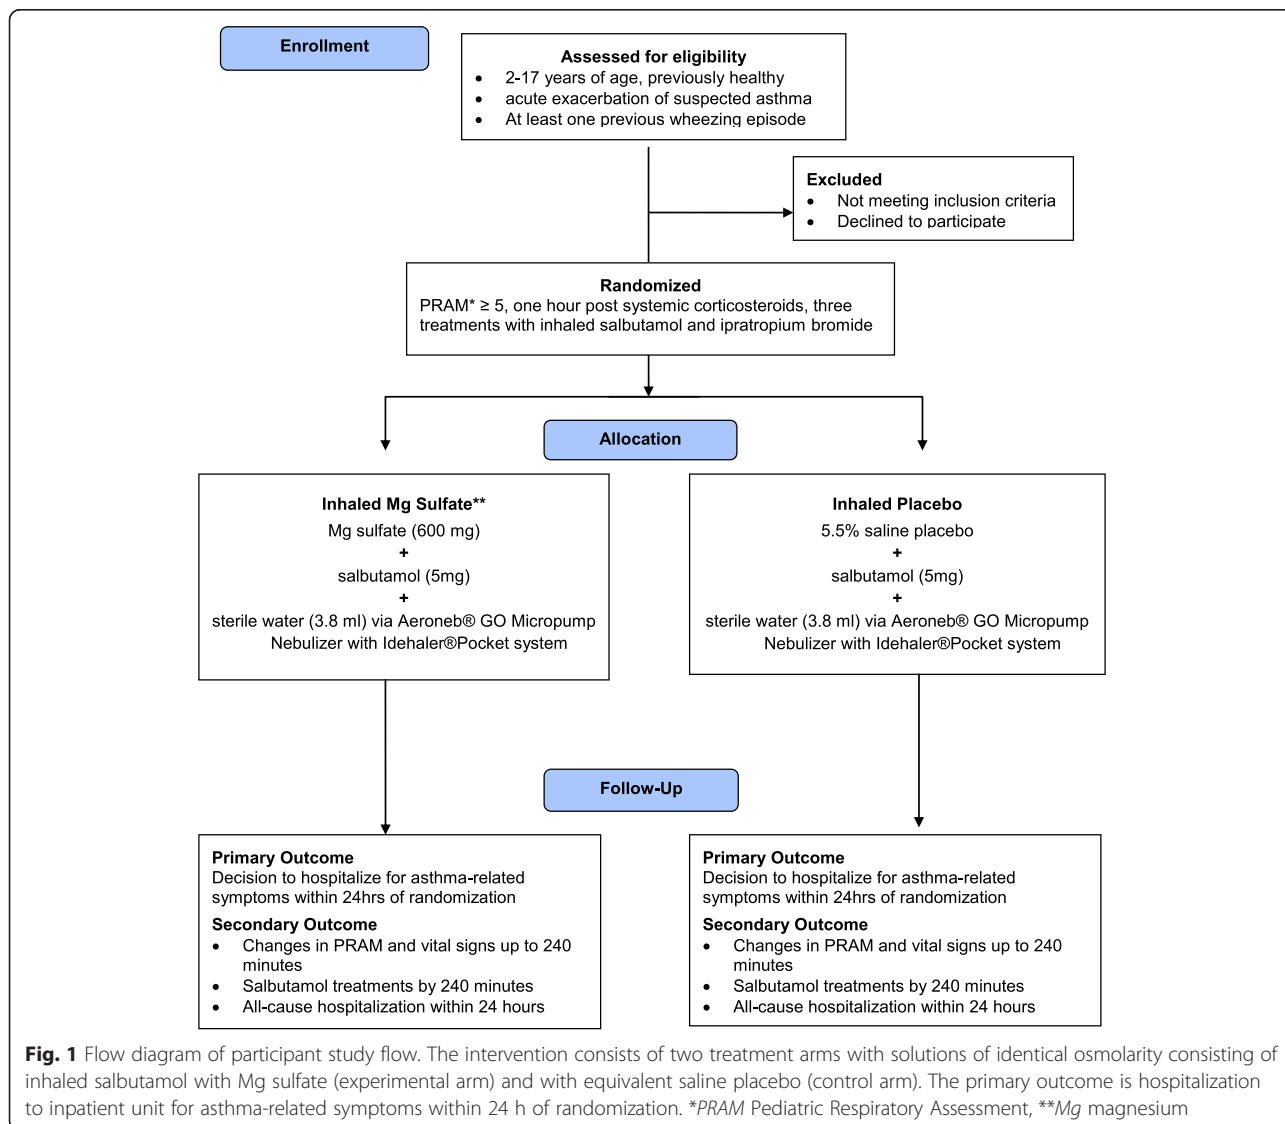 Enrollment
Assessed for eligibility
• 2-17 years of age, previously healthy
• acute exacerbation of suspected asthma
• At least one previous wheezing episode
Excluded
• Not meeting inclusion criteria
• Declined to participate
Randomized
PRAM* ≥ 5, one hour post systemic corticosteroids, three
treatments with inhaled salbutamol and ipratropium bromide
Allocation
Inhaled Mg Sulfate**
Mg sulfate (600 mg)
+
salbutamol (5mg)
+
sterile water (3.8 ml) via Aeroneb® GO Micropump
Nebulizer with Idehaler®Pocket system
Inhaled Placebo
5.5% saline placebo
+
salbutamol (5mg)
+
sterile water (3.8 ml) via Aeroneb® GO Micropump
Nebulizer with Idehaler®Pocket system
Follow-Up
Primary Outcome
Decision to hospitalize for asthma-related
symptoms within 24hrs of randomization
Secondary Outcome
• Changes in PRAM and vital signs up to 240
minutes
• Salbutamol treatments by 240 minutes
• All-cause hospitalization within 24 hours
Primary Outcome
Decision to hospitalize for asthma-related
symptoms within 24hrs of randomization
Secondary Outcome
• Changes in PRAM and vital signs up to 240
minutes
• Salbutamol treatments by 240 minutes
• All-cause hospitalization within 24 hours
Fig. 1 Flow diagram of participant study flow. The intervention consists of two treatment arms with solutions of identical osmolarity consisting of
inhaled salbutamol with Mg sulfate (experimental arm) and with equivalent saline placebo (control arm). The primary outcome is hospitalization
to inpatient unit for asthma-related symptoms within 24 h of randomization. *PRAM Pediatric Respiratory Assessment, **Mg magnesium